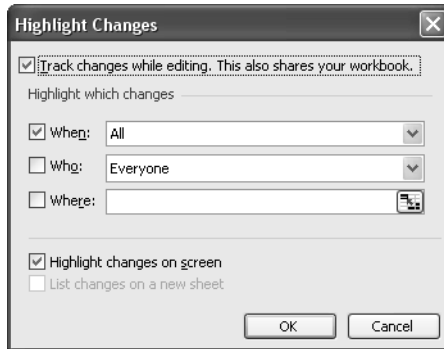 Highlight Changes
Track changes while editing. This also shares your workbook.
Highlight which changes
When: All
Who: Everyone
Where:
Highlight changes on screen
List changes on a new sheet
OK Cancel